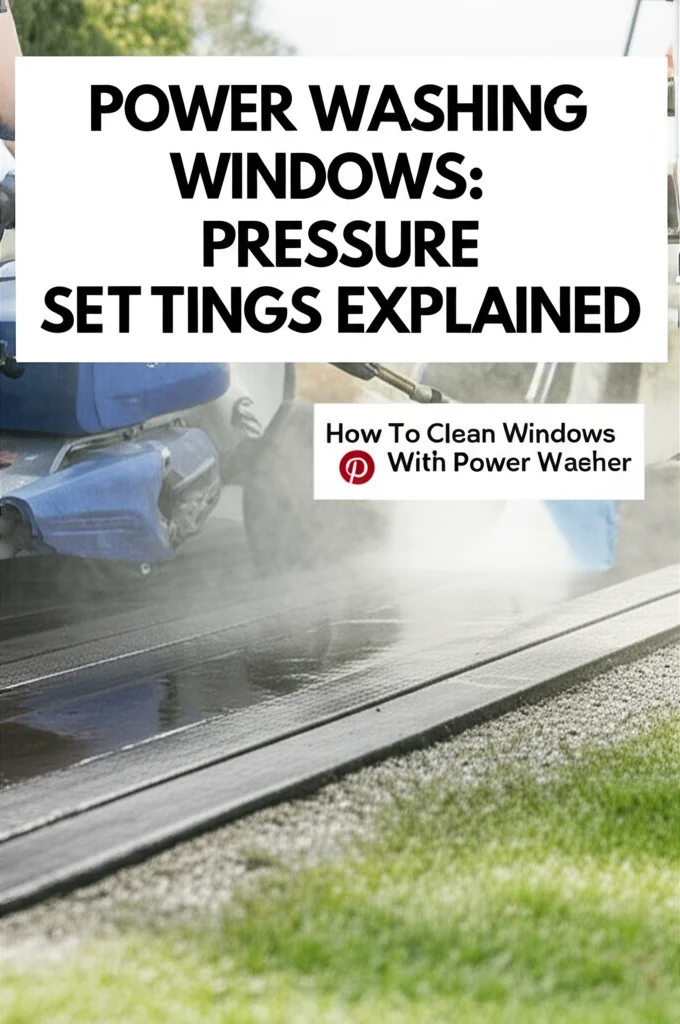 POWER WASHING
WINDOWS:
PRESSURE
SET TINGS EXPLAINED
How To Clean Windows
With Power Waeher